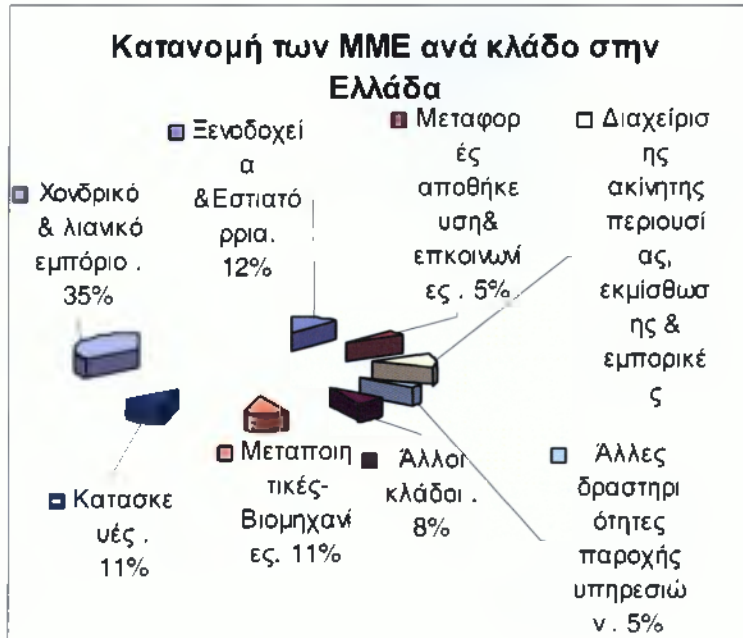 Κατανομή των ΜΜΕ ανά κλάδο στην
Ελλάδα
Ξενοδοχεί
α
&Εστιατό
ρρια.
12%
Μεταφορ
ές
αποθήκε
υση&
επκοινωνί
ες . 5%
Διαχείρισ
ης
ακίνητης
περιουσί
ας,
εκμίσθωσ
ης &
εμπορικέ
ς
Χονδρικό
& λιανικό
εμπόριο .
35%
Κατασκε
υές .
11%
Μεταποιη
τικές-
Βιομηχανί
ες. 11%
Άλλοι
κλάδοι .
8%
Άλλες
δραστηρι
ότητες
παροχής
υπηρεσιώ
ν . 5%